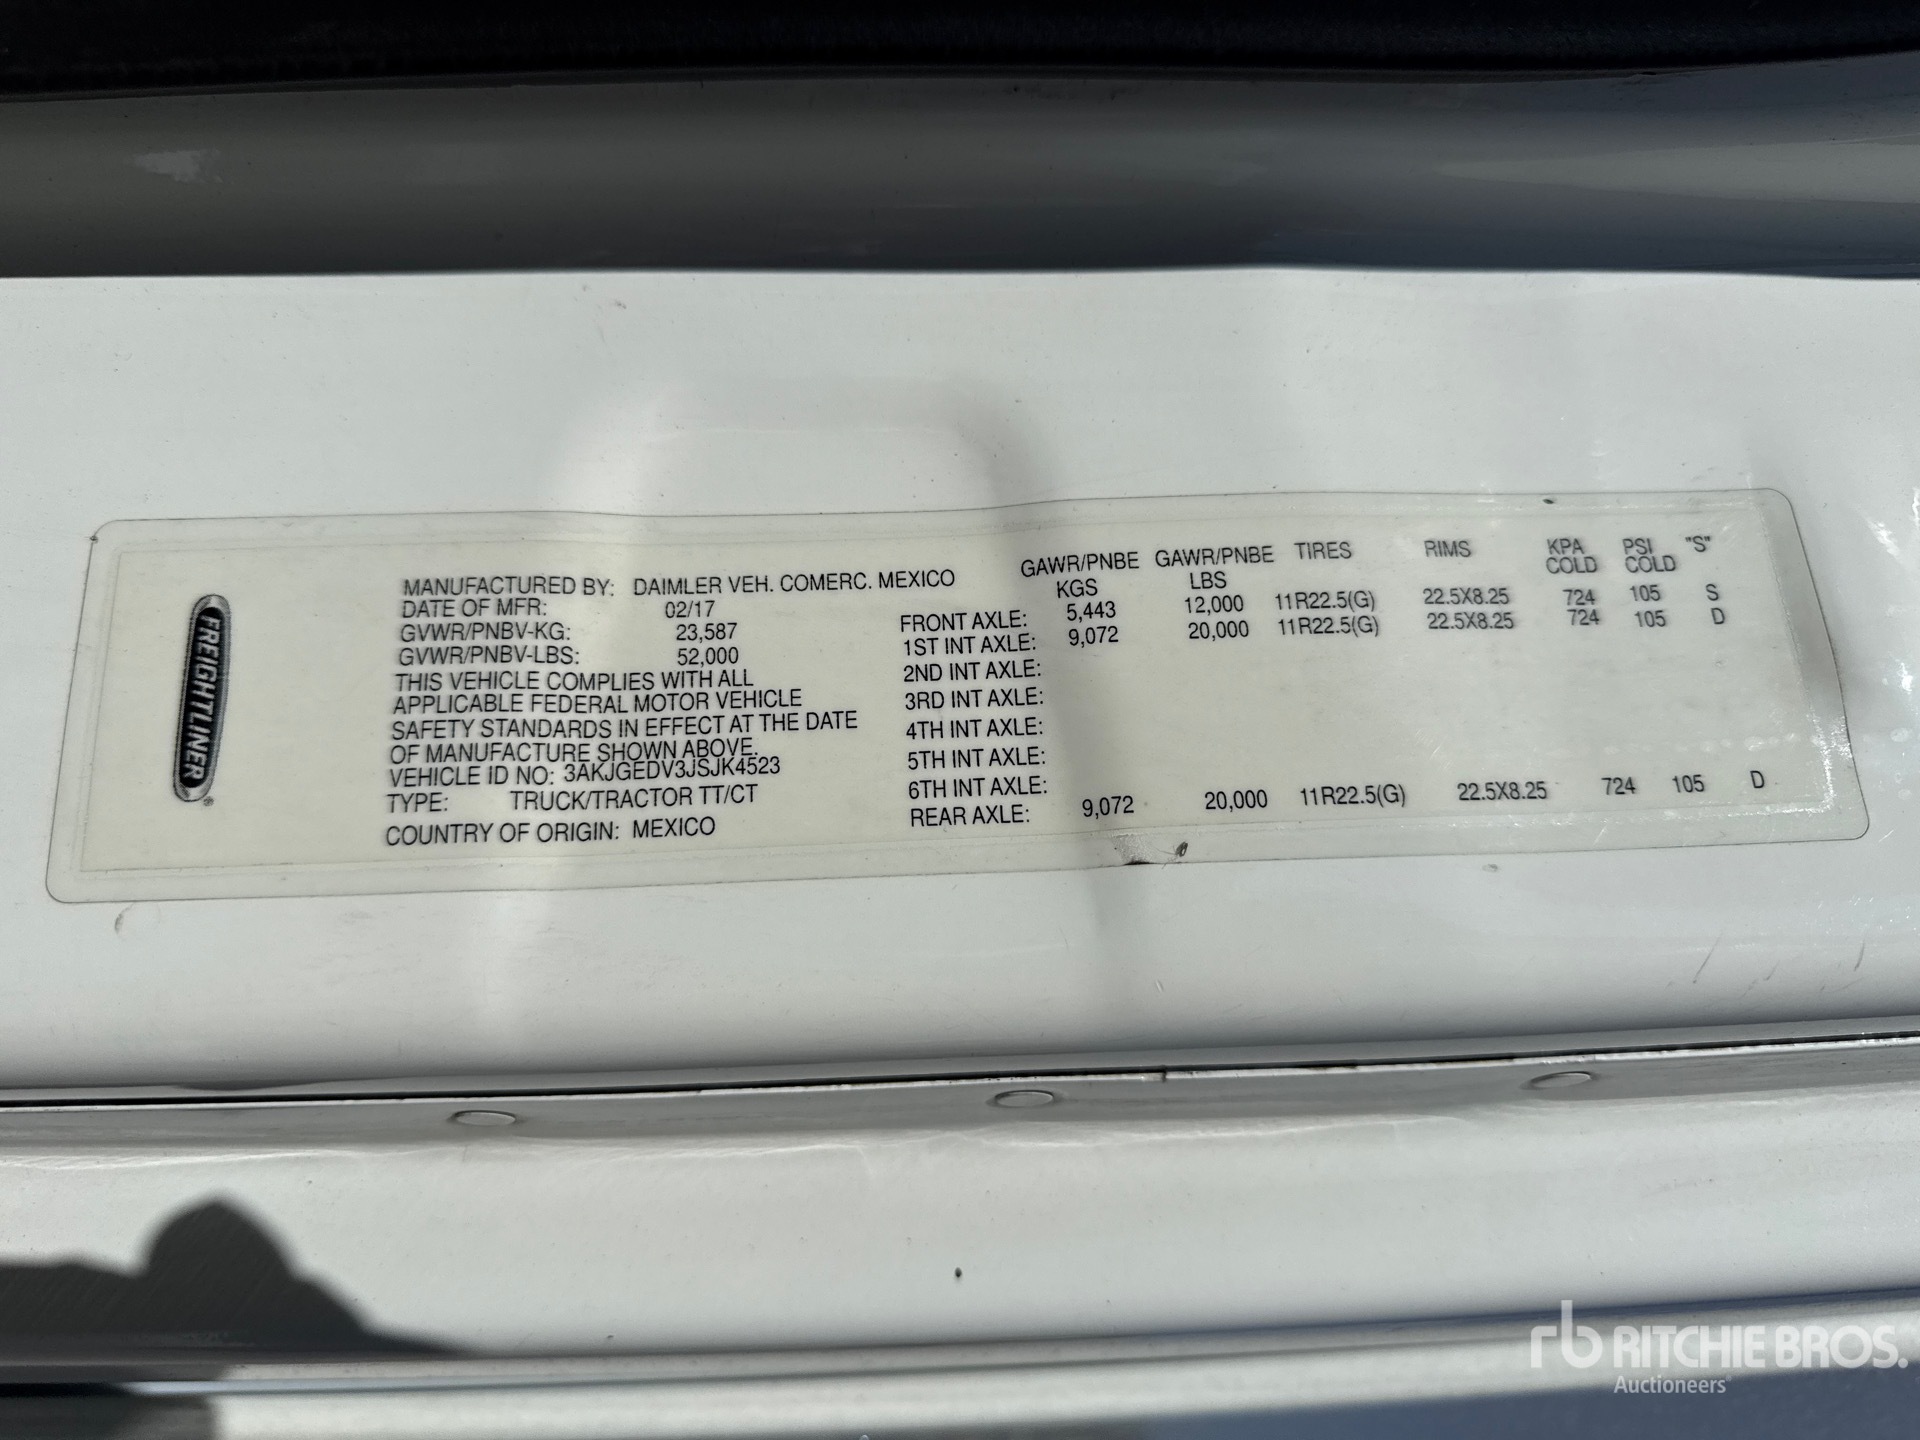 FREIGHTLINER
MANUFACTURED BY: DAIMLER VEH. COMERC. MEXICO
DATE OF MFR: 02/17
GVWR/PNBV-KG: 23,587
GVWR/PNBV-LBS: 52,000
THIS VEHICLE COMPLIES WITH ALL
APPLICABLE FEDERAL MOTOR VEHICLE
SAFETY STANDARDS IN EFFECT AT THE DATE
OF MANUFACTURE SHOWN ABOVE.
VEHICLE ID NO: 3AKJGEDV3JSJK4523
TYPE: TRUCK/TRACTOR TT/CT
COUNTRY OF ORIGIN: MEXICO
GAWR/PNBE GAWR/PNBE TIRES RIMS KPA PSI "S"
KGS LBS COLD COLD
FRONT AXLE: 5,443 12,000 11R22.5(G) 22.5X8.25 724 105 S
1ST INT AXLE: 9,072 20,000 11R22.5(G) 22.5X8.25 724 105 D
2ND INT AXLE:
3RD INT AXLE:
4TH INT AXLE:
5TH INT AXLE:
6TH INT AXLE:
REAR AXLE: 9,072 20,000 11R22.5(G) 22.5X8.25 724 105 D
rb RITCHIE BROS.
Auctioneers